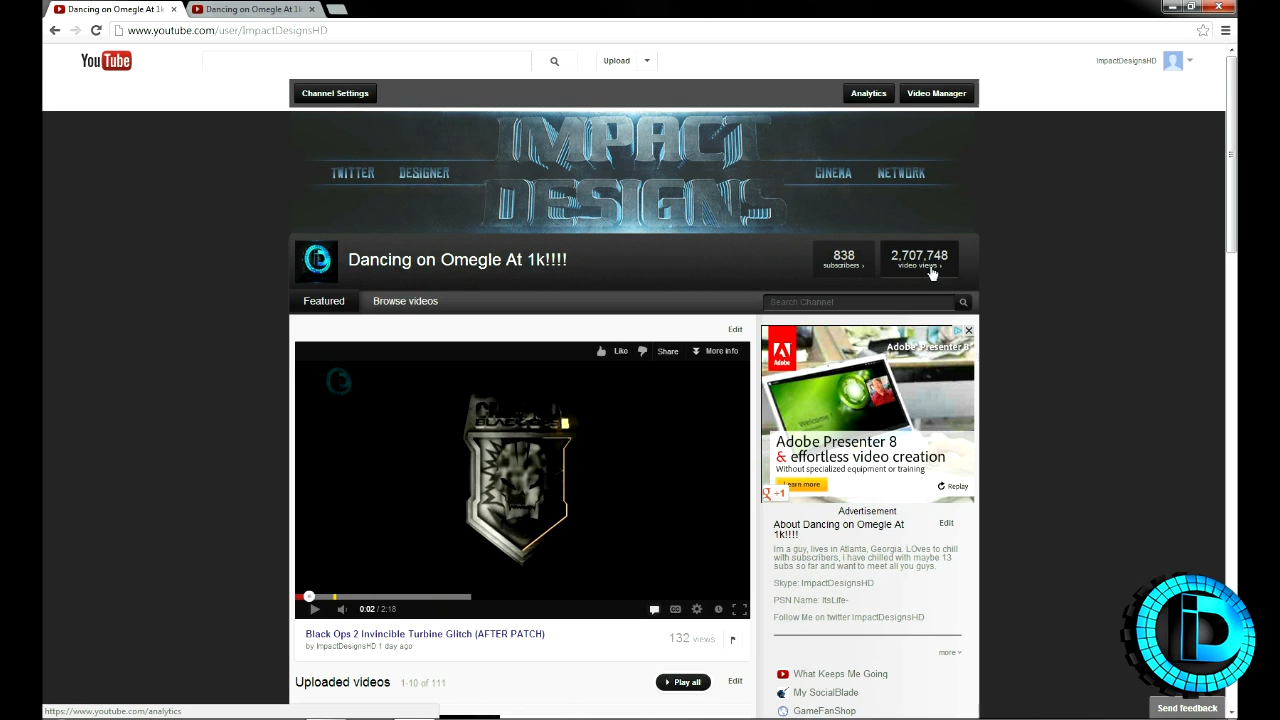 Dancing on Omegle At 1k
Dancing on Omegle At 1k
www.youtube.com/user/ImpactDesignsHD
YouTube
Upload
ImpactDesignsHD
Channel Settings
Analytics
Video Manager
IMPACT
TWITTER DESIGNER
CINEMA NETWORK
DESIGNS
Dancing on Omegle At 1k!!!!
838
subscribers ›
2,707,748
video views ›
Featured
Browse videos
Search Channel
Edit
Like
Share
More info
BLACK OPS
0:02 / 2:18
Black Ops 2 Invincible Turbine Glitch (AFTER PATCH)
by ImpactDesignsHD 1 day ago
132 views
Uploaded videos 1-10 of 111
Play all
Edit
Adobe
Adobe Presenter 8
Welcome
Adobe Presenter 8
& effortless video creation
Without specialized equipment or training
Learn more
Replay
g +1
Advertisement
About Dancing on Omegle At
1k!!!!
Edit
Im a guy, lives in Atlanta, Georgia. LOves to chill
with subscribers, i have chilled with maybe 13
subs so far and want to meet all you guys.
Skype: ImpactDesignsHD
PSN Name: ItsLife-
Follow Me on twitter ImpactDesignsHD
more
What Keeps Me Going
My SocialBlade
GameFanShop
iD
Send feedback
https://www.youtube.com/analytics